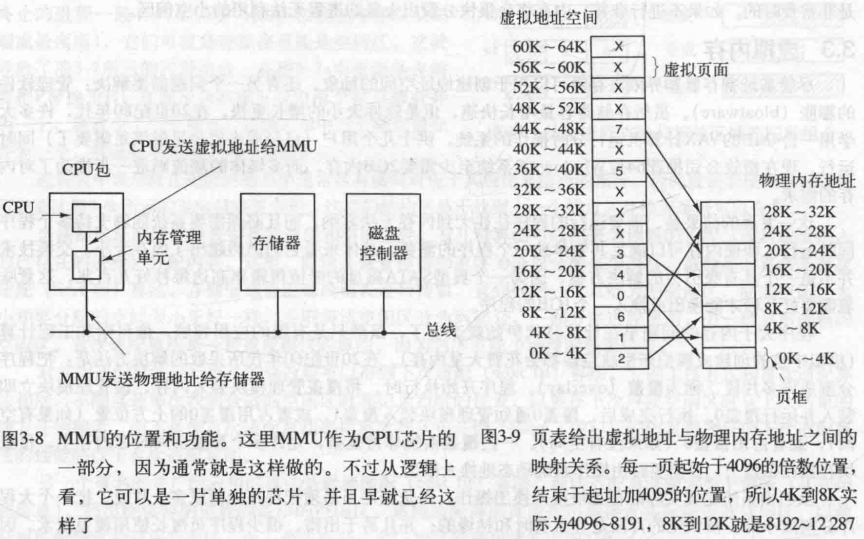 CPU发送虚拟地址给MMU
CPU包
CPU
内存管理
单元
存储器
磁盘
控制器
总线
MMU发送物理地址给存储器
图3-8 MMU的位置和功能。这里MMU作为CPU芯片的
一部分，因为通常就是这样做的。不过从逻辑上
看，它可以是一片单独的芯片，并且早就已经这
样了
虚拟地址空间
60K～64K X
56K～60K X
52K～56K X
48K～52K X
44K～48K 7
40K～44K X
36K～40K 5
32K～36K X
28K～32K X
24K～28K X
20K～24K 3
16K～20K 4
12K～16K 0
8K～12K 6
4K～8K 1
0K～4K 2
虚拟页面
物理内存地址
28K～32K
24K～28K
20K～24K
16K～20K
12K～16K
8K～12K
4K～8K
0K～4K
页框
图3-9 页表给出虚拟地址与物理内存地址之间的
映射关系。每一页起始于4096的倍数位置，
结束于起址加4095的位置，所以4K到8K实
际为4096~8191，8K到12K就是8192~12 287